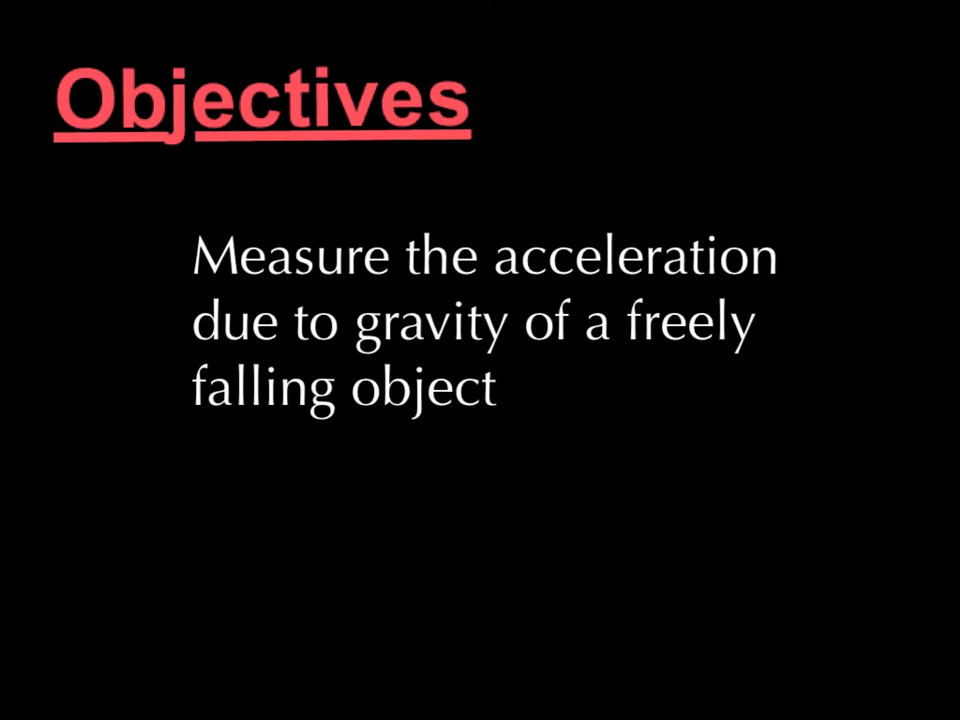 Objectives
Measure the acceleration
due to gravity of a freely
falling object